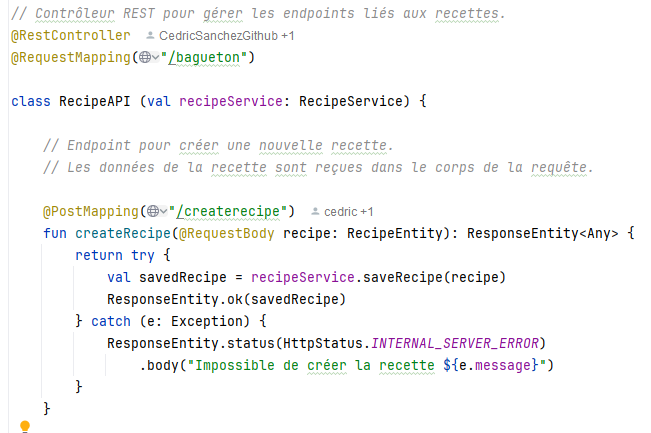 // Contrôleur REST pour gérer les endpoints liés aux recettes.
@RestController CedricSanchezGithub +1
@RequestMapping("/bagueton")
class RecipeAPI (val recipeService: RecipeService) {
// Endpoint pour créer une nouvelle recette.
// Les données de la recette sont reçues dans le corps de la requête.
@PostMapping("/createrecipe") cedric +1
fun createRecipe(@RequestBody recipe: RecipeEntity): ResponseEntity<Any> {
return try {
val savedRecipe = recipeService.saveRecipe(recipe)
ResponseEntity.ok(savedRecipe)
} catch (e: Exception) {
ResponseEntity.status(HttpStatus.INTERNAL_SERVER_ERROR)
.body("Impossible de créer la recette ${e.message}")
}
}